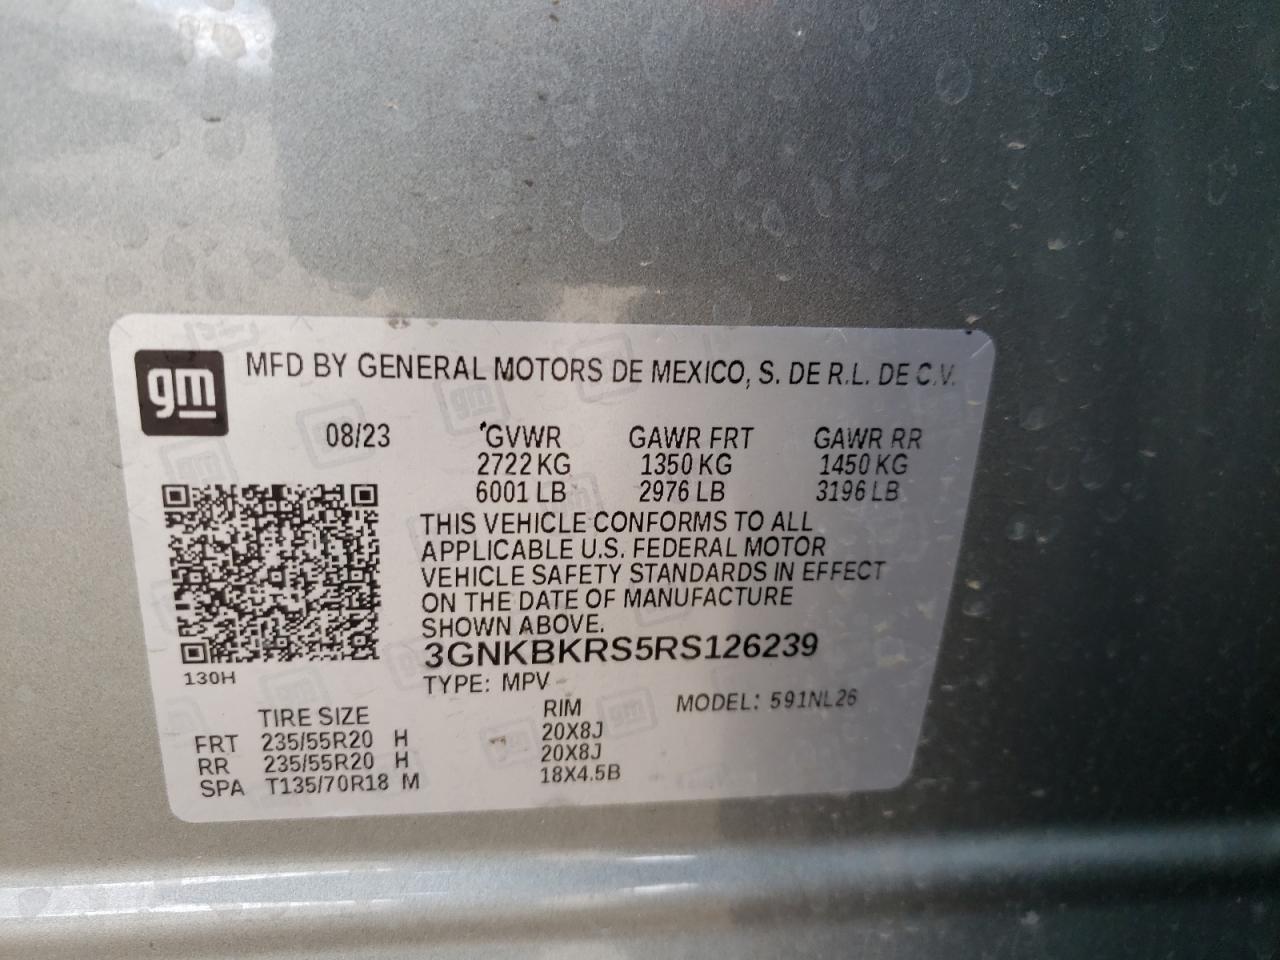 gm
MFD BY GENERAL MOTORS DE MEXICO, S. DE R.L. DE C.V.
08/23 GVWR GAWR FRT GAWR RR
2722 KG 1350 KG 1450 KG
6001 LB 2976 LB 3196 LB
THIS VEHICLE CONFORMS TO ALL
APPLICABLE U.S. FEDERAL MOTOR
VEHICLE SAFETY STANDARDS IN EFFECT
ON THE DATE OF MANUFACTURE
SHOWN ABOVE.
3GNKBKRS5RS126239
130H
TYPE: MPV
MODEL: 591NL26
TIRE SIZE RIM
FRT 235/55R20 H 20X8J
RR 235/55R20 H 20X8J
SPA T135/70R18 M 18X4.5B